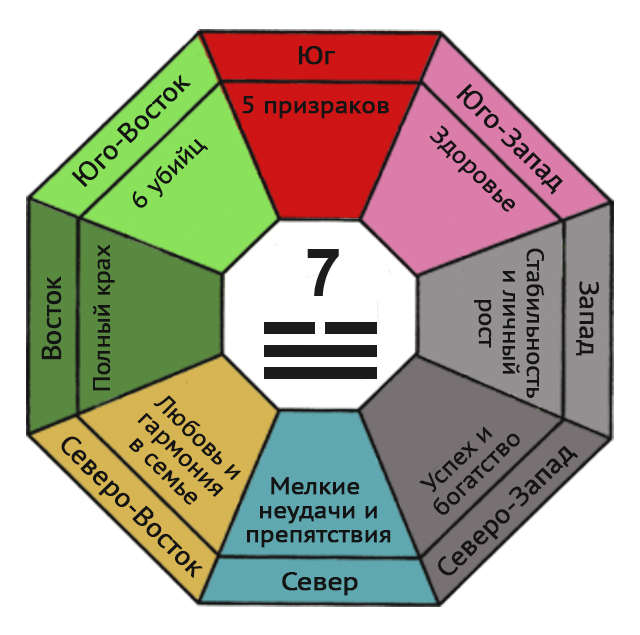 Юг
5 призраков
Юго-Запад
Здоровье
Запад
Стабильность
и личный
рост
Северо-Запад
Успех и
богатство
Север
Мелкие
неудачи и
препятствия
Северо-Восток
Любовь и
гармония
в семье
Восток
Полный крах
Юго-Восток
6 убийц
7